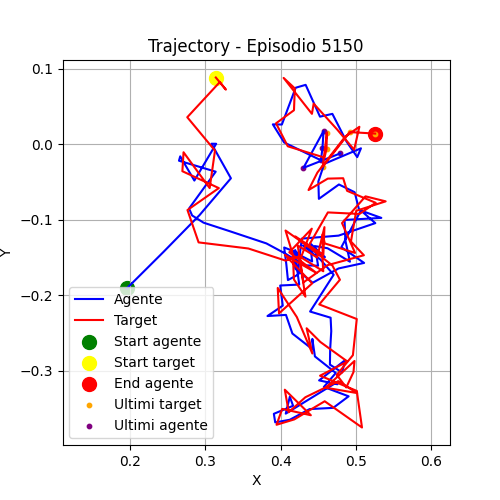 Trajectory - Episodio 5150
Y
0.1
0.0
−0.1
−0.2
−0.3
Agente
Target
Start agente
Start target
End agente
Ultimi target
Ultimi agente
0.2
0.3
0.4
0.5
0.6
X